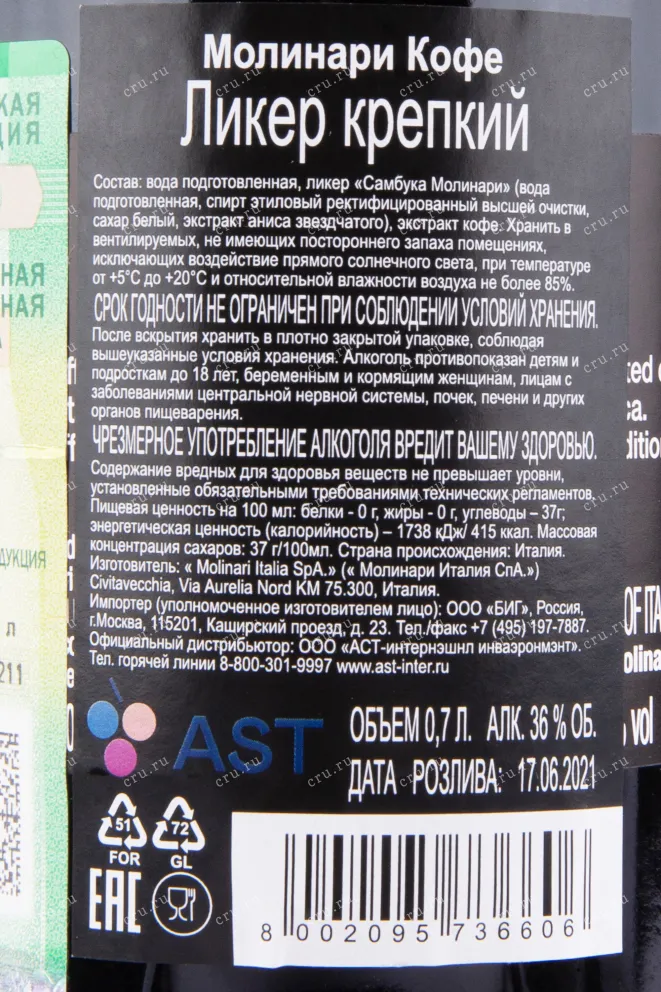 Молинари Кофе
Ликер крепкий
Состав: вода подготовленная, ликер «Самбука Молинари» (вода
подготовленная, спирт этиловый ректифицированный высшей очистки,
сахар белый, экстракт аниса звездчатого), экстракт кофе. Хранить в
вентилируемых, не имеющих постороннего запаха помещениях,
исключающих воздействие прямого солнечного света, при температуре
от +5°С до +20°С и относительной влажности воздуха не более 85%.
СРОК ГОДНОСТИ НЕ ОГРАНИЧЕН ПРИ СОБЛЮДЕНИИ УСЛОВИЙ ХРАНЕНИЯ.
После вскрытия хранить в плотно закрытой упаковке, соблюдая
вышеуказанные условия хранения. Алкоголь противопоказан детям и
подросткам до 18 лет, беременным и кормящим женщинам, лицам с
заболеваниями центральной нервной системы, почек, печени и других
органов пищеварения.
ЧРЕЗМЕРНОЕ УПОТРЕБЛЕНИЕ АЛКОГОЛЯ ВРЕДИТ ВАШЕМУ ЗДОРОВЬЮ.
Содержание вредных для здоровья веществ не превышает уровни,
установленные обязательными требованиями технических регламентов.
Пищевая ценность на 100 мл: белки - 0 г, жиры - 0 г, углеводы – 37г;
энергетическая ценность (калорийность) – 1738 кДж/ 415 ккал. Массовая
концентрация сахаров: 37 г/100мл. Страна происхождения: Италия.
Изготовитель: « Molinari Italia SpA.» (« Молинари Италия СпА.»)
Civitavecchia, Via Aurelia Nord KM 75.300, Италия.
Импортер (уполномоченное изготовителем лицо): ООО «БИГ», Россия,
г.Москва, 115201, Каширский проезд, д. 23. Тел./факс +7 (495) 197-7887.
Официальный дистрибьютор: ООО «АСТ-интернэшнл инваэронмэнт».
Тел. горячей линии 8-800-301-9997 www.ast-inter.ru
AST
ОБЪЕМ 0,7 Л. АЛК. 36 % ОБ.
ДАТА РОЗЛИВА: 17.06.2021
51 72
FOR GL
EAC
8 002095 736606
cru.ru